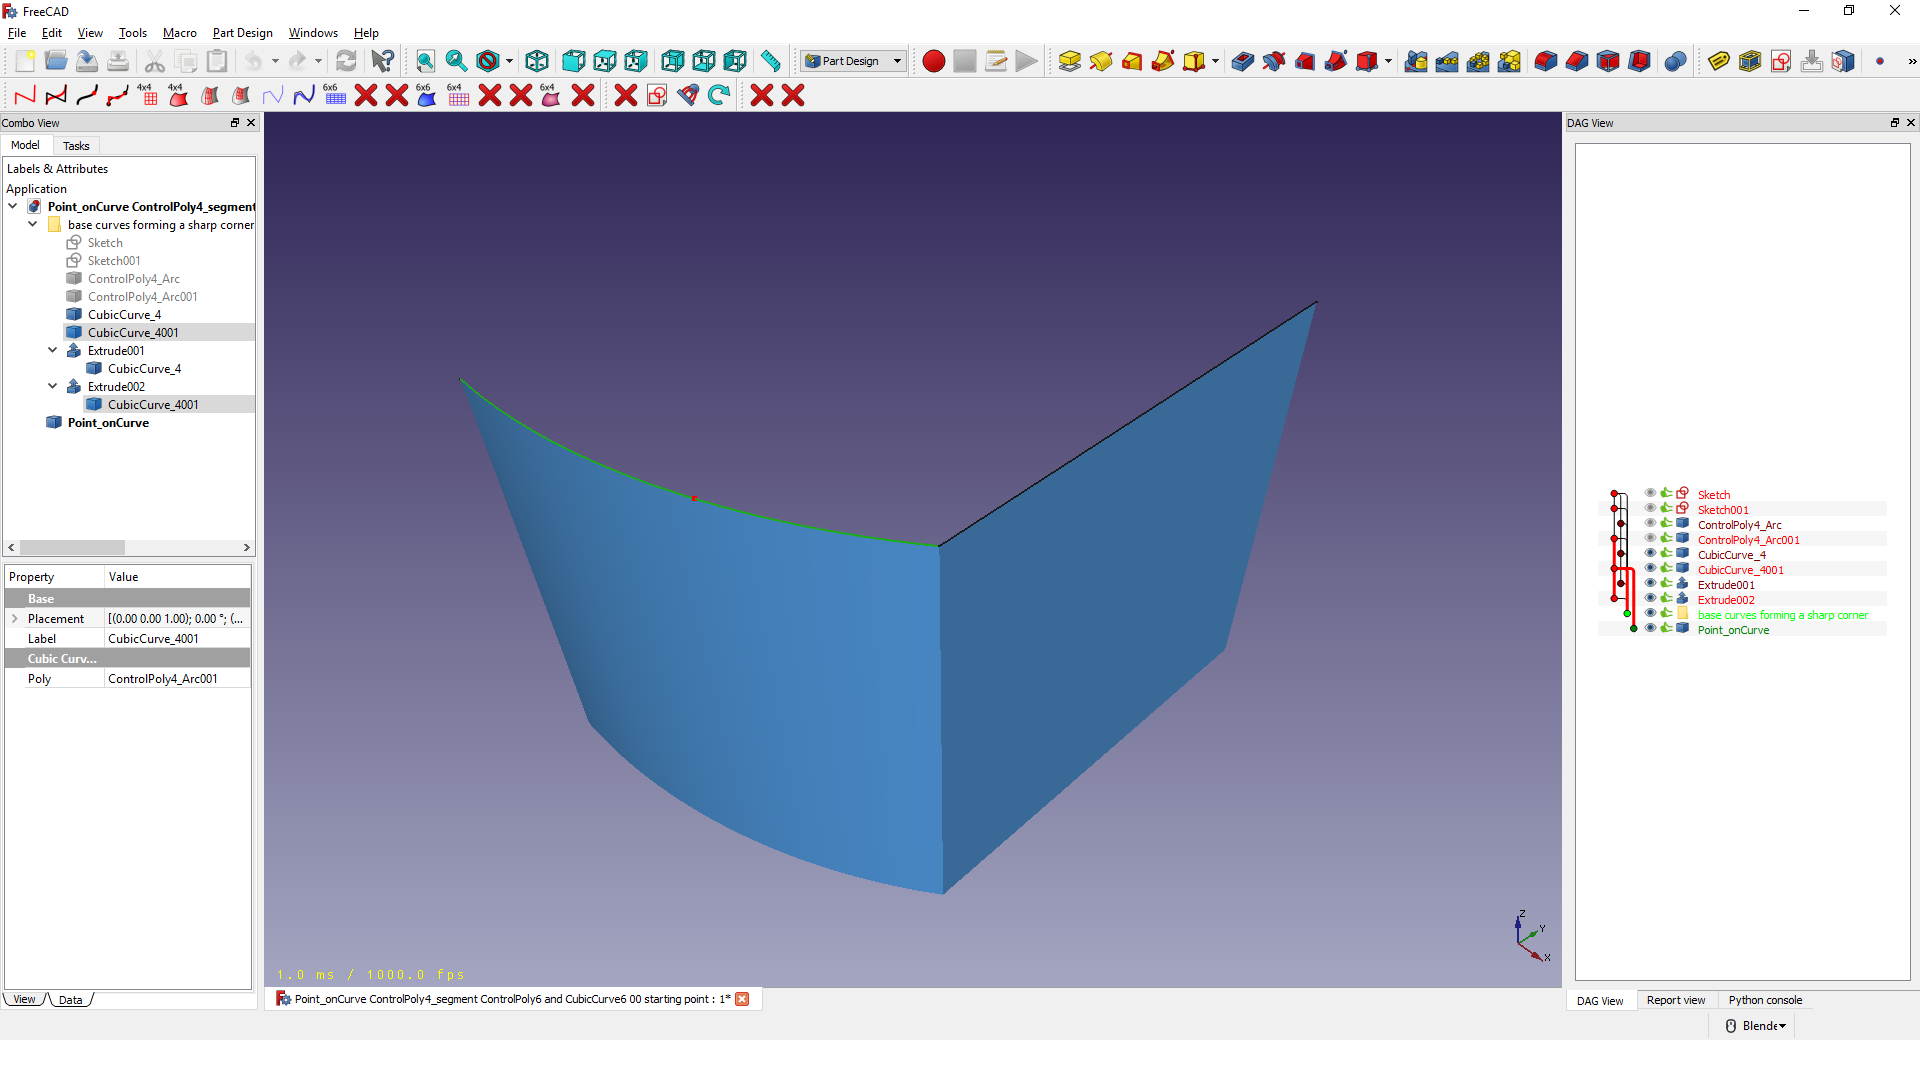 FreeCAD
File Edit View Tools Macro Part Design Windows Help
Part Design
4x4 4x4 6x6 6x6 6x4 6x4
Combo View
Model Tasks
Labels & Attributes
Application
Point_onCurve ControlPoly4_segment
base curves forming a sharp corner
Sketch
Sketch001
ControlPoly4_Arc
ControlPoly4_Arc001
CubicCurve_4
CubicCurve_4001
Extrude001
CubicCurve_4
Extrude002
CubicCurve_4001
Point_onCurve
Property Value
Base
Placement [(0.00 0.00 1.00); 0.00 °; (...
Label CubicCurve_4001
Cubic Curv...
Poly ControlPoly4_Arc001
View Data
1.0 ms / 1000.0 fps
Z
Y
X
Point_onCurve ControlPoly4_segment ControlPoly6 and CubicCurve6 00 starting point : 1*
DAG View
Sketch
Sketch001
ControlPoly4_Arc
ControlPoly4_Arc001
CubicCurve_4
CubicCurve_4001
Extrude001
Extrude002
base curves forming a sharp corner
Point_onCurve
DAG View Report view Python console
Blende